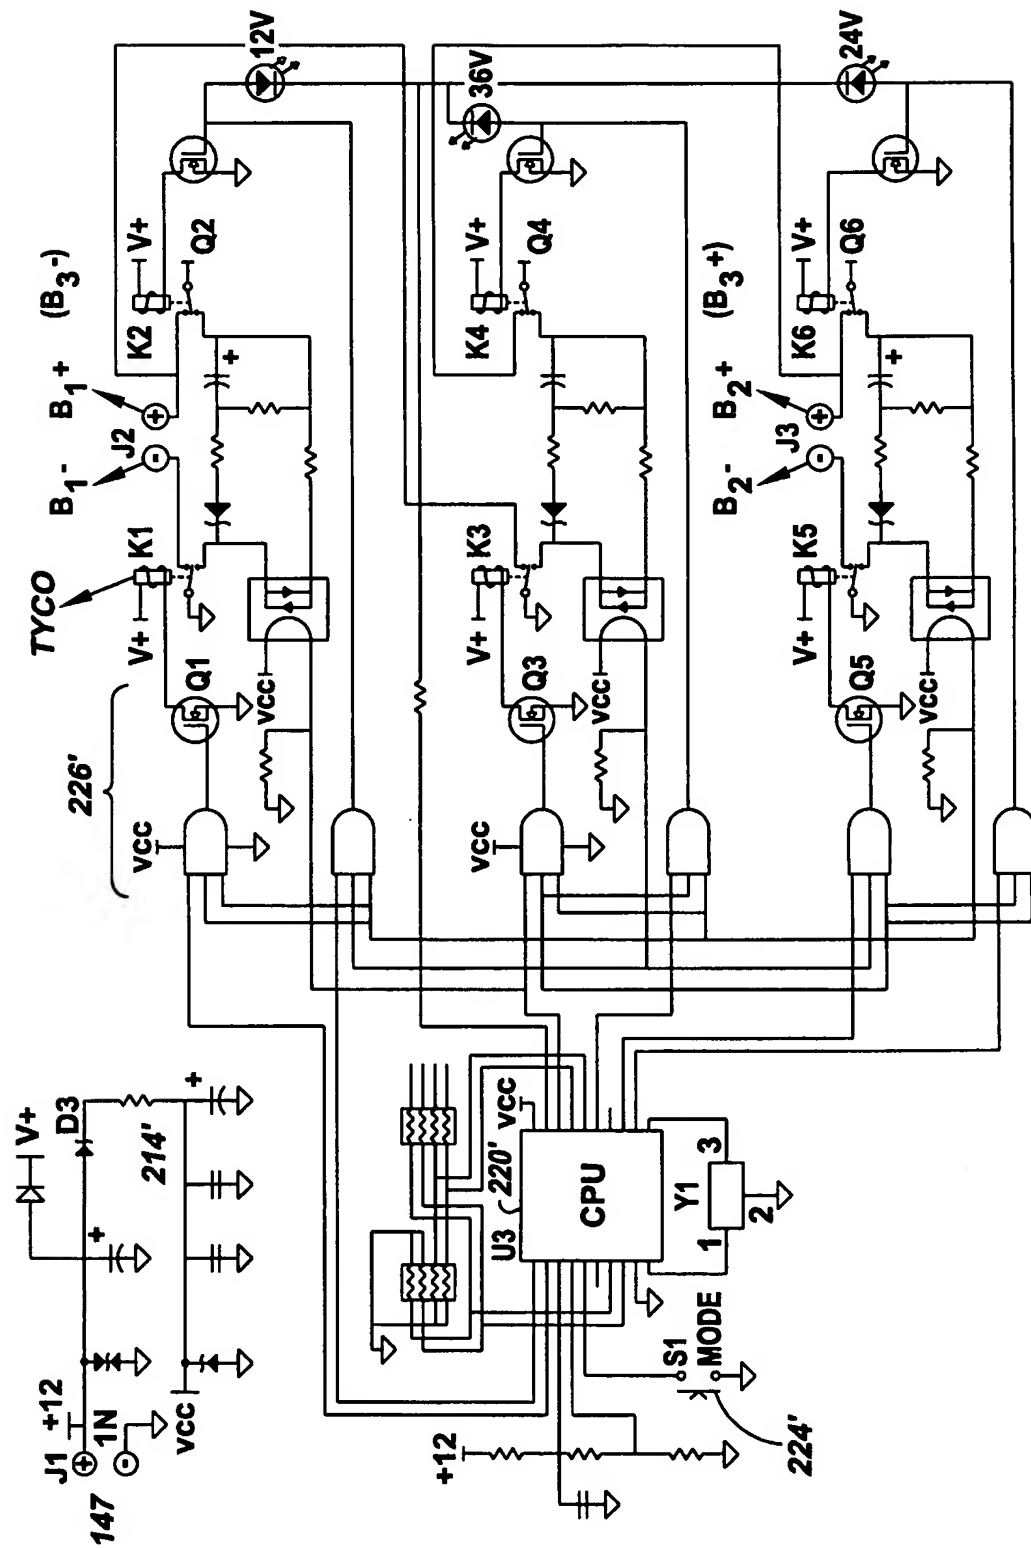 V+
TYCO
J1 +12
D3
226'
B1- B1+ (B3-)
+ -
147
1N
J2
VCC
V+ K1 K2 V+
214'
VCC
Q1 Q2
- +
+
+
+
VCC
12V
+12
VCC
V+ K3 K4 V+
36V
U3 220' VCC
Q3 Q4
CPU
VCC
S1
MODE
Y1
1 3
2
B2- B2+ (B3+)
224'
J3
V+ K5 K6 V+
- +
Q5 Q6
24V
+
VCC